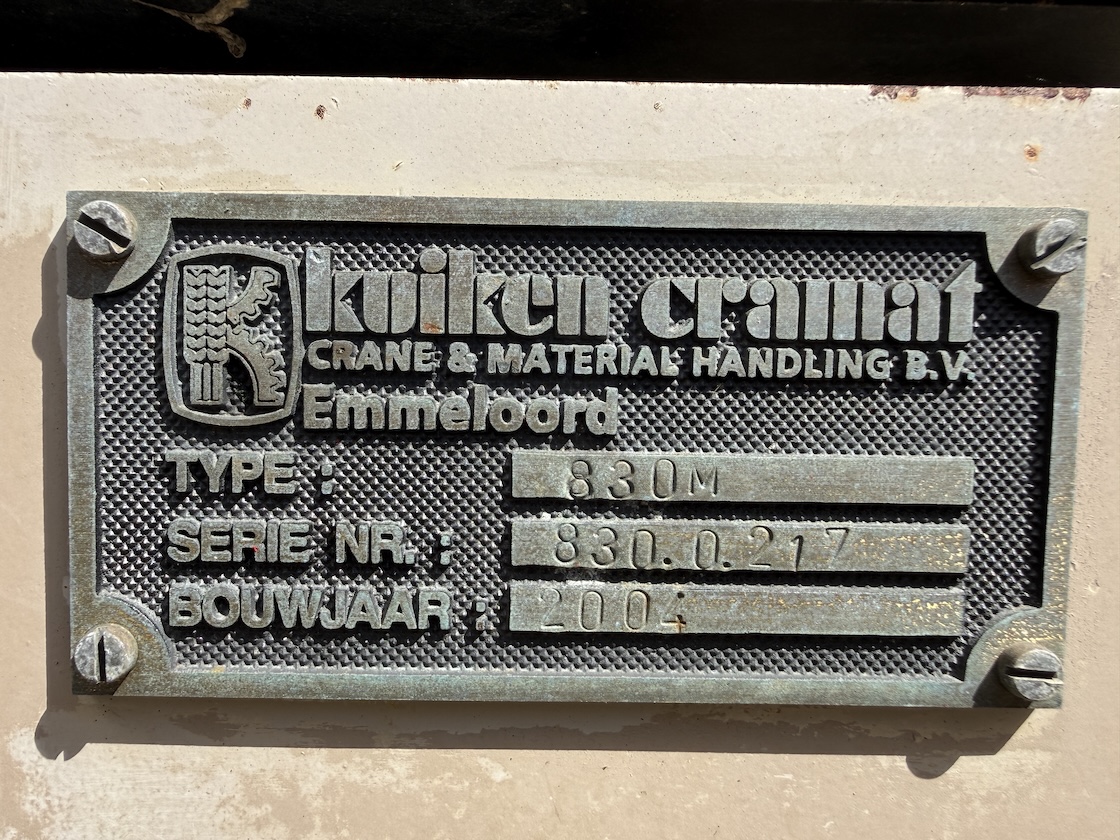 kuiken cramat
CRANE & MATERIAL HANDLING B.V.
Emmeloord
TYPE : 830M
SERIE NR. : 830.0.217
BOUWJAAR : 2004